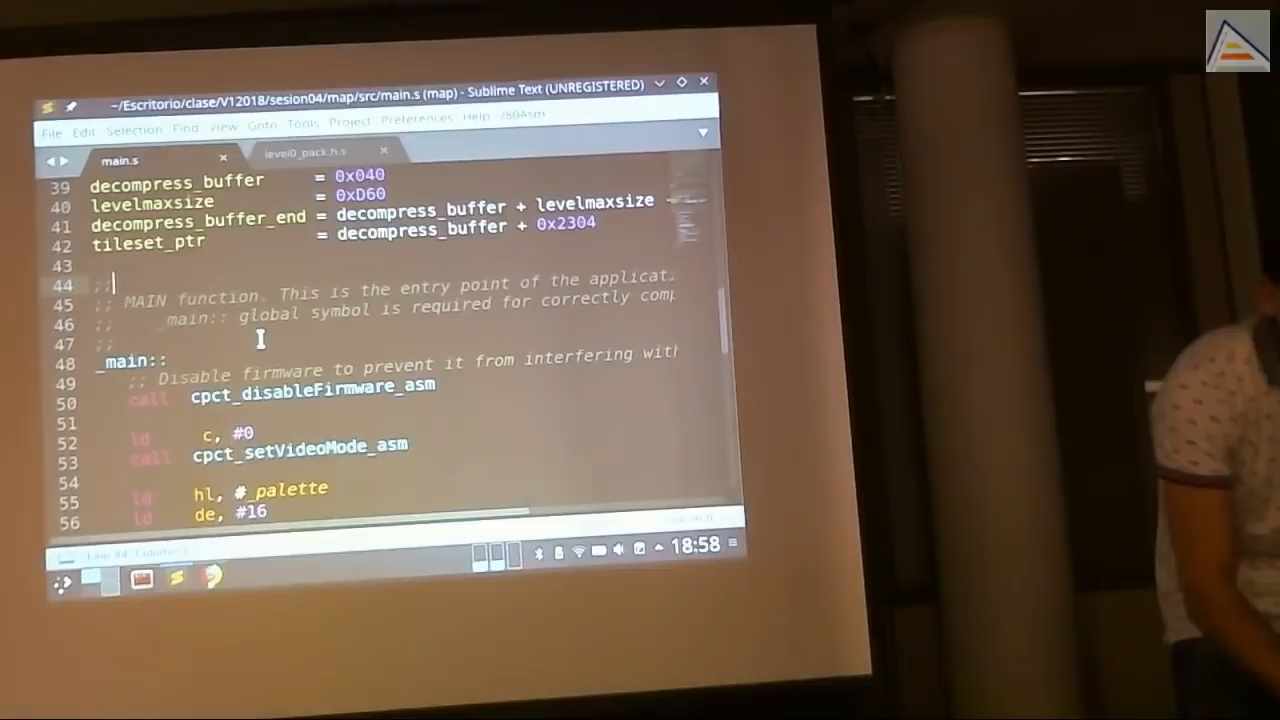 ~/Escritorio/clase/V12018/sesion04/map/src/main.s (map) - Sublime Text (UNREGISTERED)
File Edit Selection Find View Goto Tools Project Preferences Help z80Asm
main.s level0_pack.h.s
39 decompress_buffer = 0x040
40 levelmaxsize = 0xD60
41 decompress_buffer_end = decompress_buffer + levelmaxsize -
42 tileset_ptr = decompress_buffer + 0x2304
43
44 ;;
45 ;; MAIN function. This is the entry point of the applicat
46 ;; _main:: global symbol is required for correctly comp
47 ;;
48 _main::
49 ;; Disable firmware to prevent it from interfering with
50 call cpct_disableFirmware_asm
51
52 ld c, #0
53 call cpct_setVideoMode_asm
54
55 ld hl, #_palette
56 ld de, #16
Line 44, Column
18:58